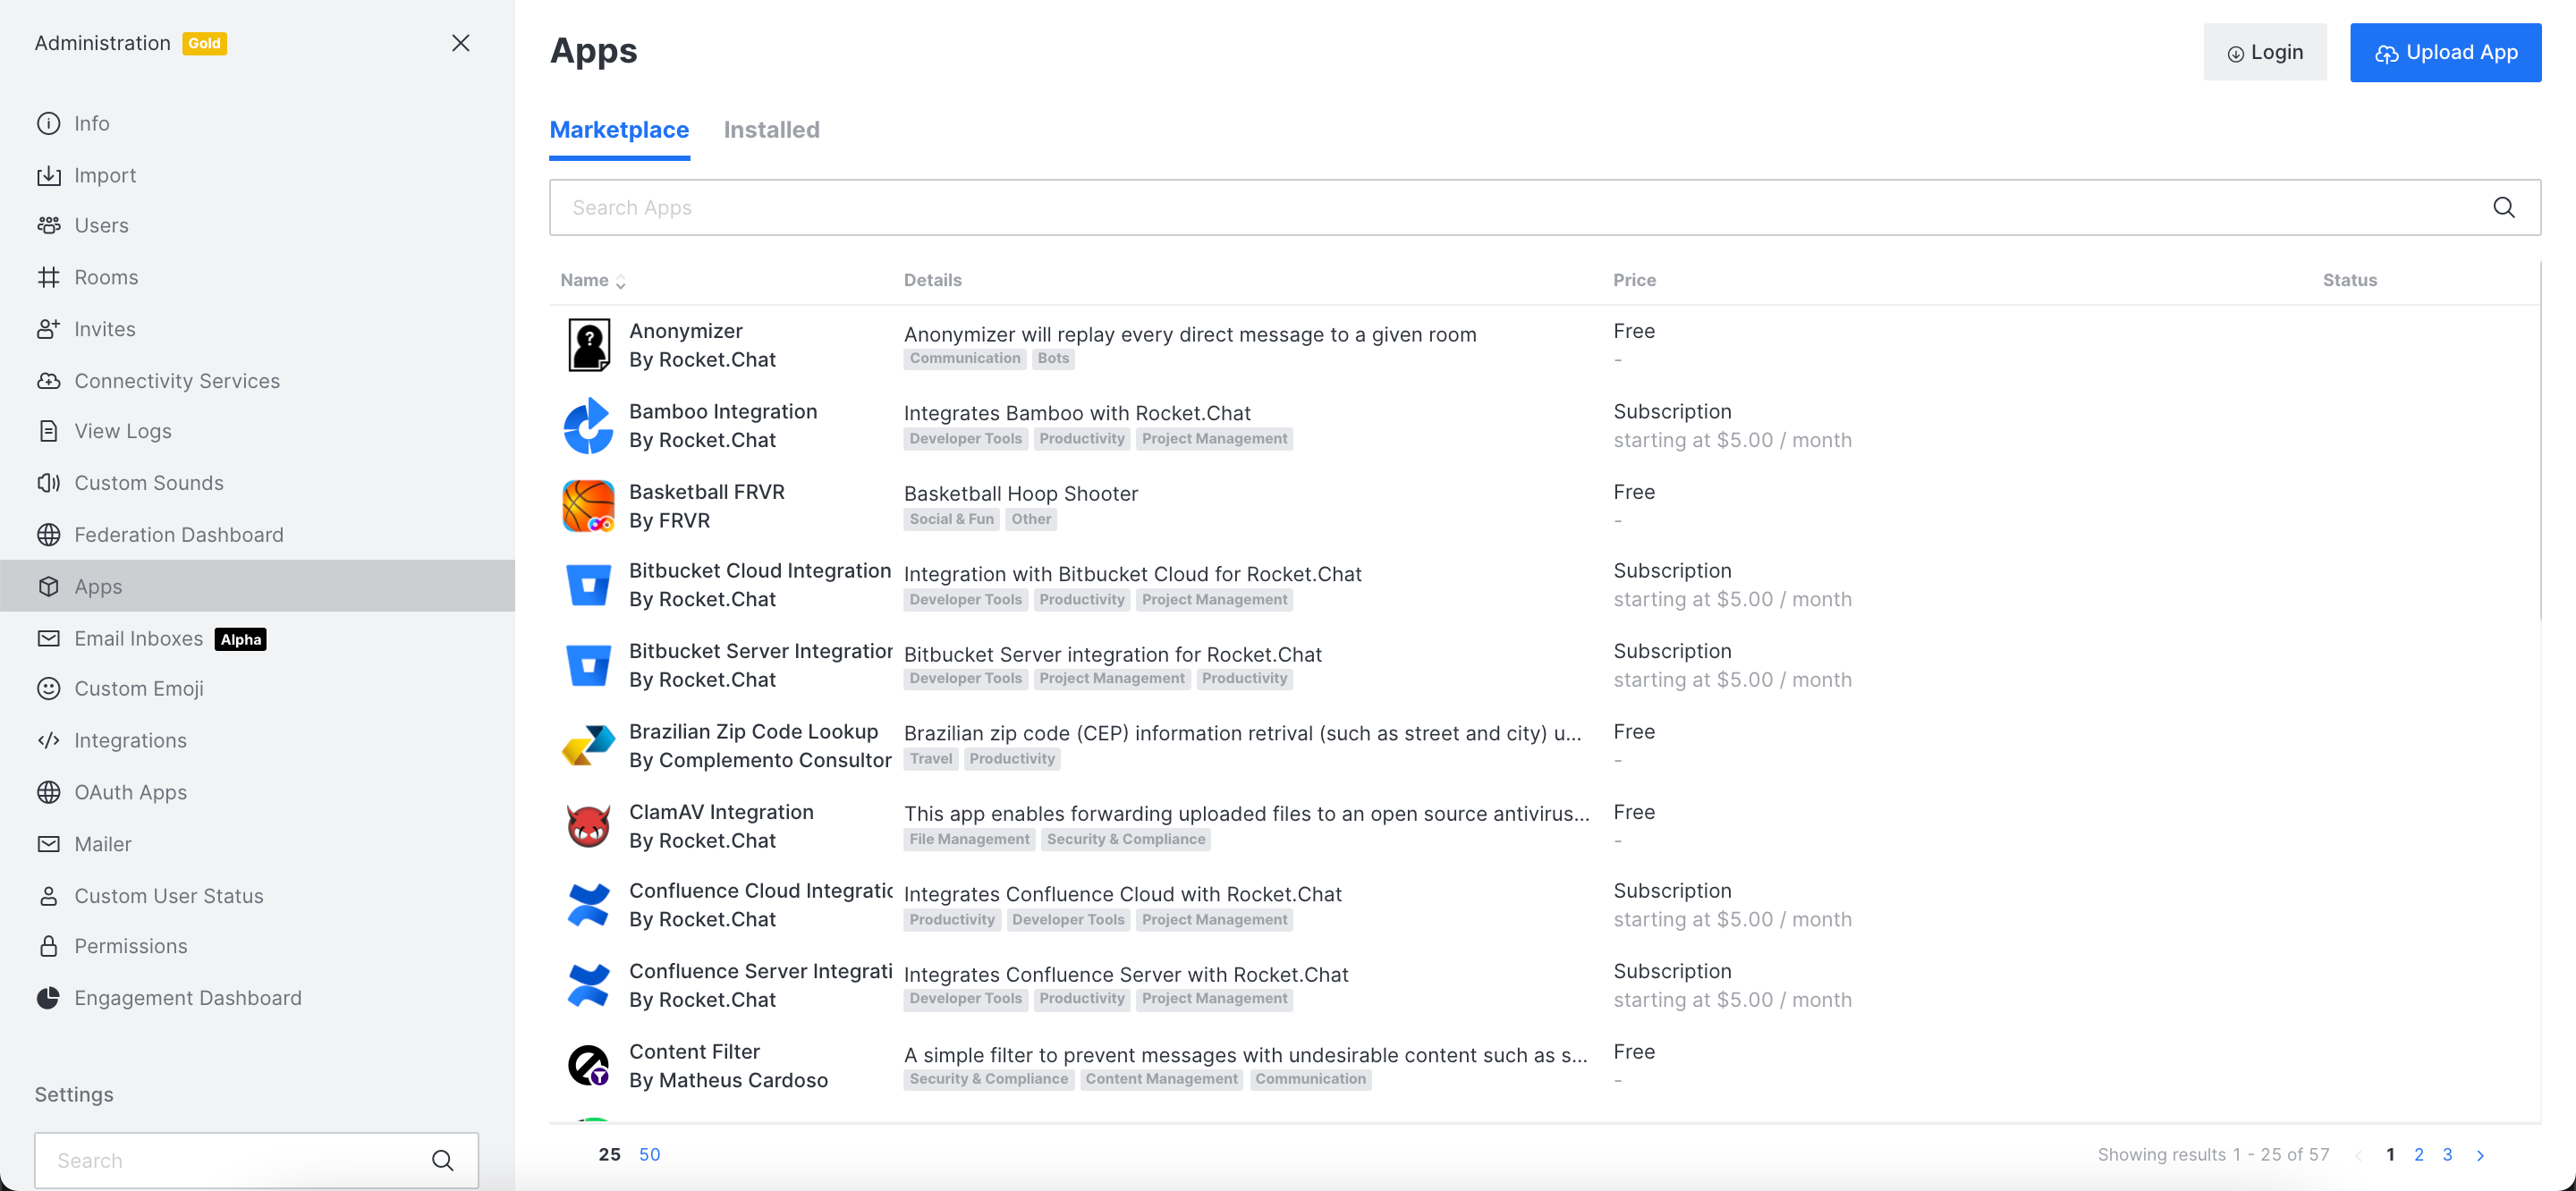 Administration Gold
Info
Import
Users
Rooms
Invites
Connectivity Services
View Logs
Custom Sounds
Federation Dashboard
Apps
Email Inboxes Alpha
Custom Emoji
Integrations
OAuth Apps
Mailer
Custom User Status
Permissions
Engagement Dashboard
Settings
Search
Apps
Login
Upload App
Marketplace Installed
Search Apps
Name Details Price Status
Anonymizer
By Rocket.Chat
Anonymizer will replay every direct message to a given room
Communication Bots
Free
-
Bamboo Integration
By Rocket.Chat
Integrates Bamboo with Rocket.Chat
Developer Tools Productivity Project Management
Subscription
starting at $5.00 / month
Basketball FRVR
By FRVR
Basketball Hoop Shooter
Social & Fun Other
Free
-
Bitbucket Cloud Integration
By Rocket.Chat
Integration with Bitbucket Cloud for Rocket.Chat
Developer Tools Productivity Project Management
Subscription
starting at $5.00 / month
Bitbucket Server Integration
By Rocket.Chat
Bitbucket Server integration for Rocket.Chat
Developer Tools Project Management Productivity
Subscription
starting at $5.00 / month
Brazilian Zip Code Lookup
By Complemento Consultor
Brazilian zip code (CEP) information retrival (such as street and city) u...
Travel Productivity
Free
-
ClamAV Integration
By Rocket.Chat
This app enables forwarding uploaded files to an open source antivirus...
File Management Security & Compliance
Free
-
Confluence Cloud Integratic
By Rocket.Chat
Integrates Confluence Cloud with Rocket.Chat
Productivity Developer Tools Project Management
Subscription
starting at $5.00 / month
Confluence Server Integrati
By Rocket.Chat
Integrates Confluence Server with Rocket.Chat
Developer Tools Productivity Project Management
Subscription
starting at $5.00 / month
Content Filter
By Matheus Cardoso
A simple filter to prevent messages with undesirable content such as s...
Security & Compliance Content Management Communication
Free
-
25 50
Showing results 1 - 25 of 57 < 1 2 3 >